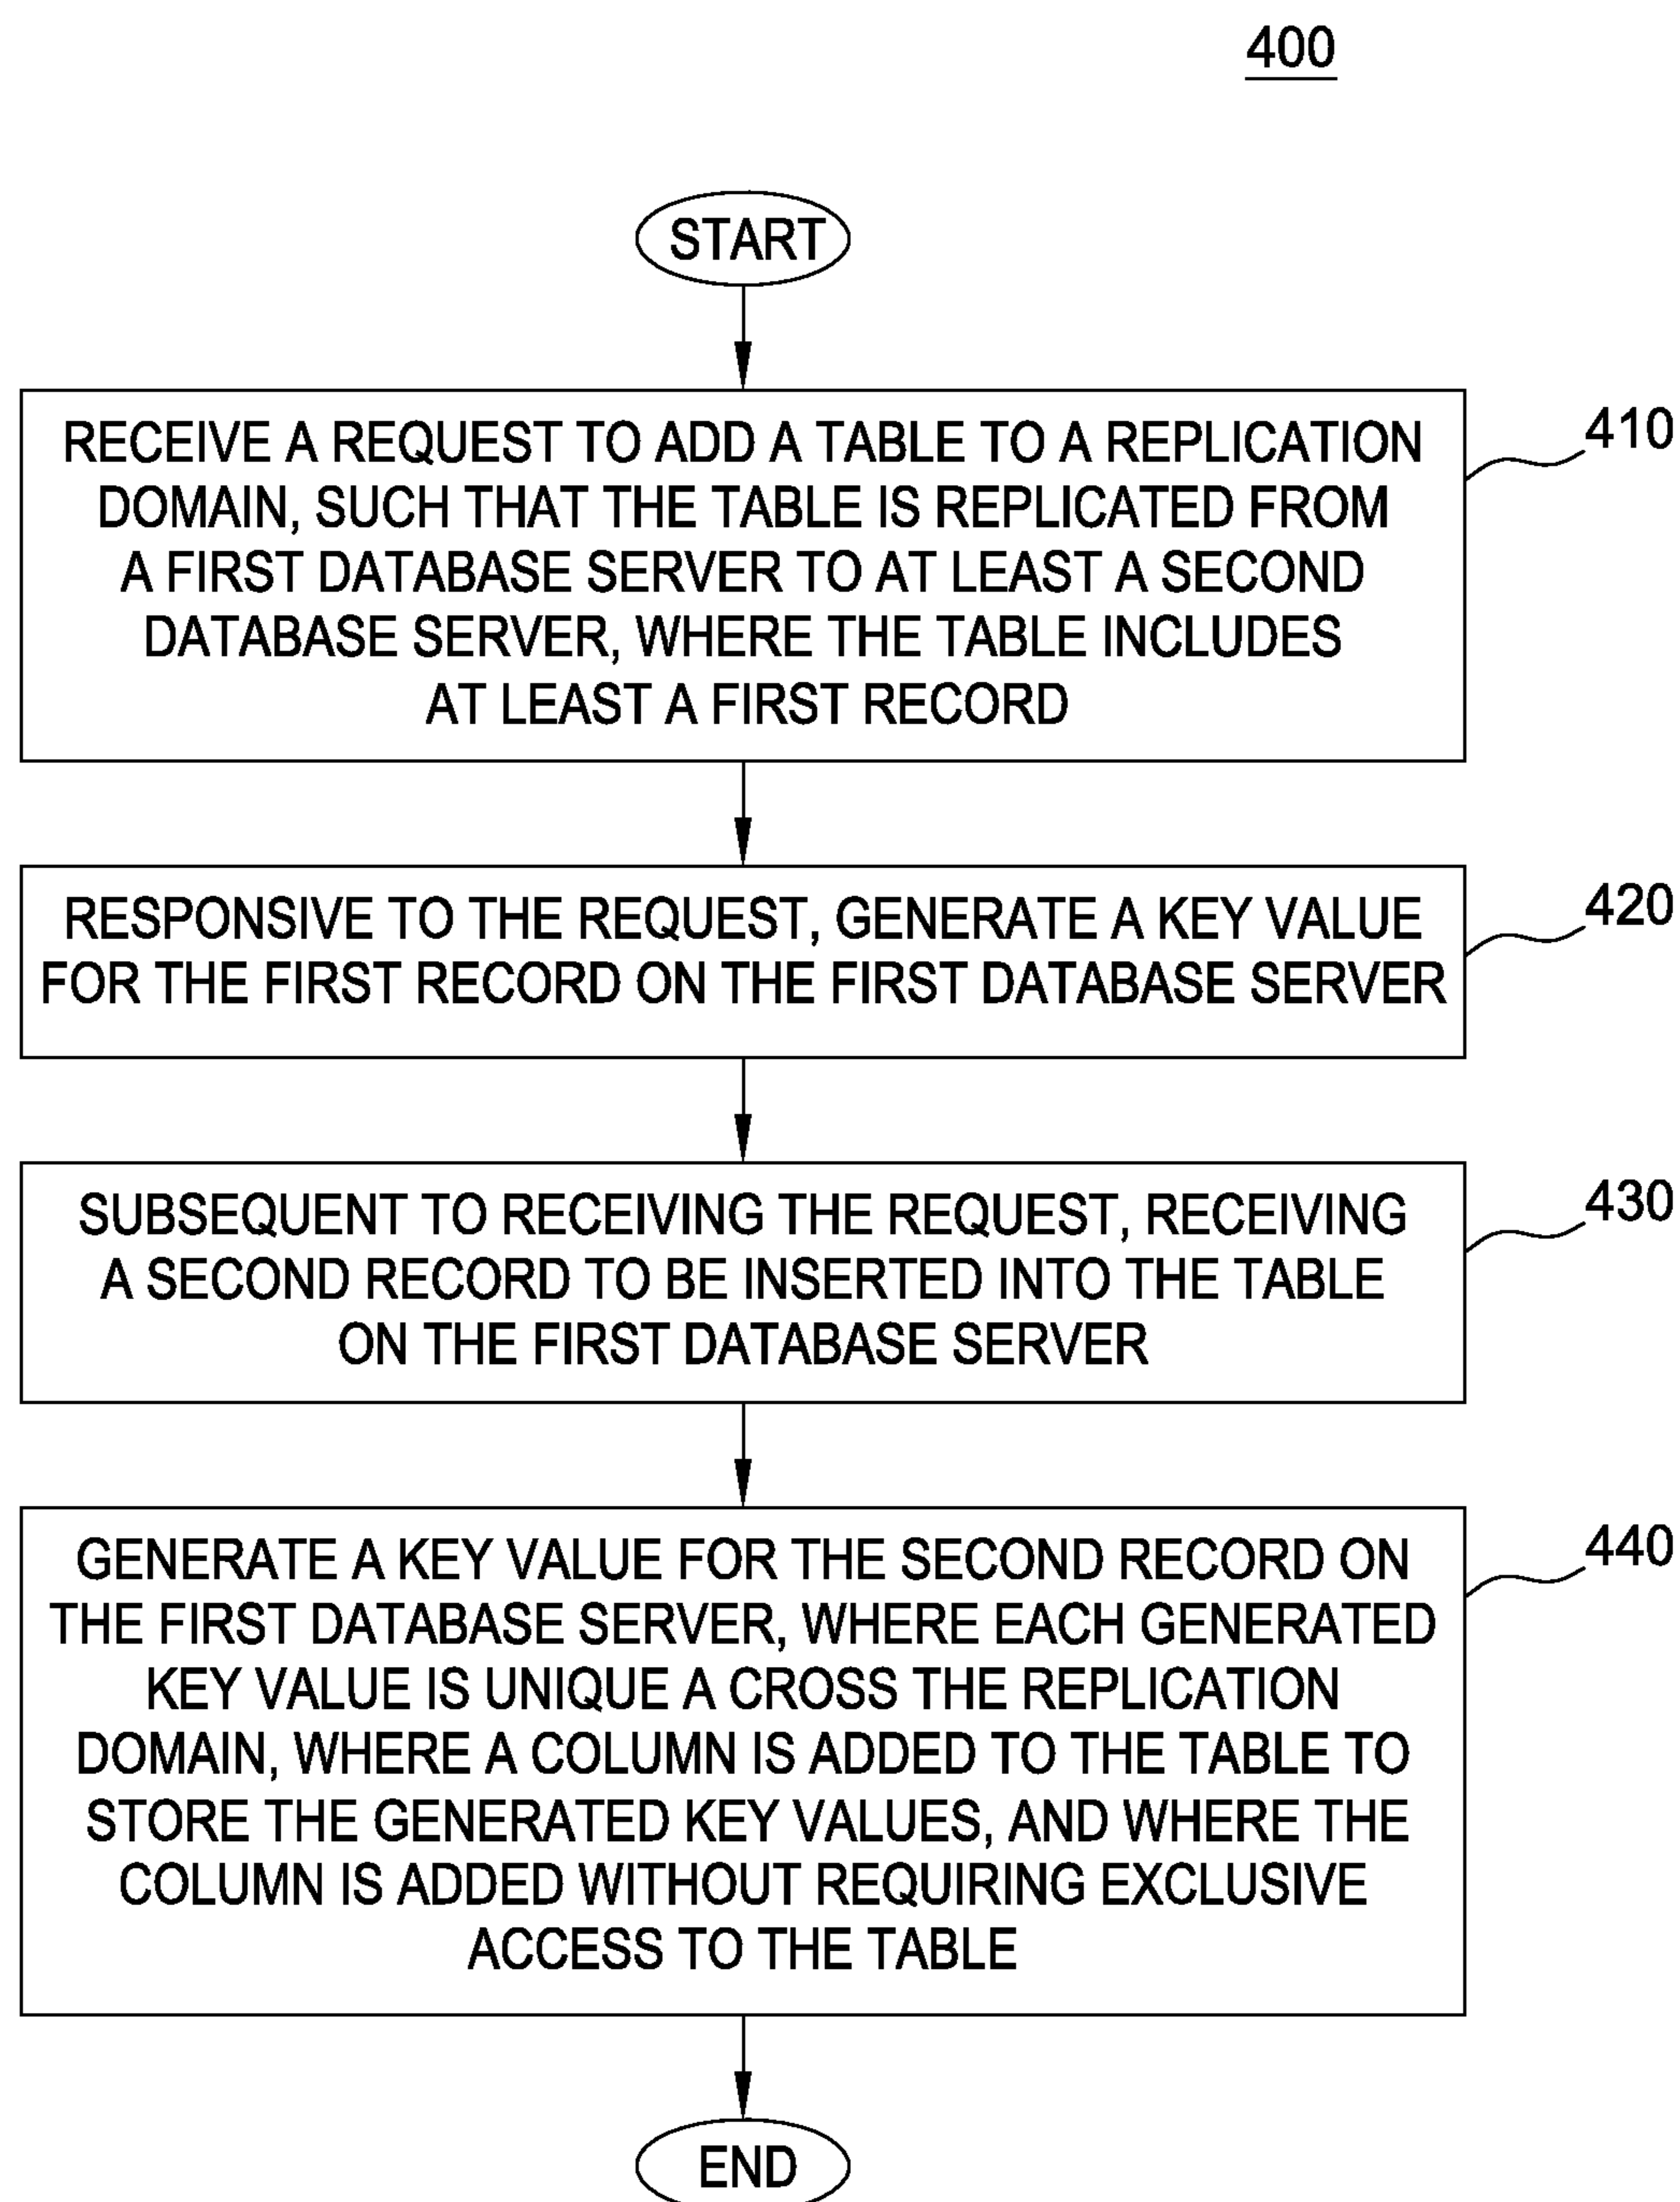 400
START
RECEIVE A REQUEST TO ADD A TABLE TO A REPLICATION
DOMAIN, SUCH THAT THE TABLE IS REPLICATED FROM
A FIRST DATABASE SERVER TO AT LEAST A SECOND
DATABASE SERVER, WHERE THE TABLE INCLUDES
AT LEAST A FIRST RECORD
410
RESPONSIVE TO THE REQUEST, GENERATE A KEY VALUE
FOR THE FIRST RECORD ON THE FIRST DATABASE SERVER
420
SUBSEQUENT TO RECEIVING THE REQUEST, RECEIVING
A SECOND RECORD TO BE INSERTED INTO THE TABLE
ON THE FIRST DATABASE SERVER
430
GENERATE A KEY VALUE FOR THE SECOND RECORD ON
THE FIRST DATABASE SERVER, WHERE EACH GENERATED
KEY VALUE IS UNIQUE A CROSS THE REPLICATION
DOMAIN, WHERE A COLUMN IS ADDED TO THE TABLE TO
STORE THE GENERATED KEY VALUES, AND WHERE THE
COLUMN IS ADDED WITHOUT REQUIRING EXCLUSIVE
ACCESS TO THE TABLE
440
END